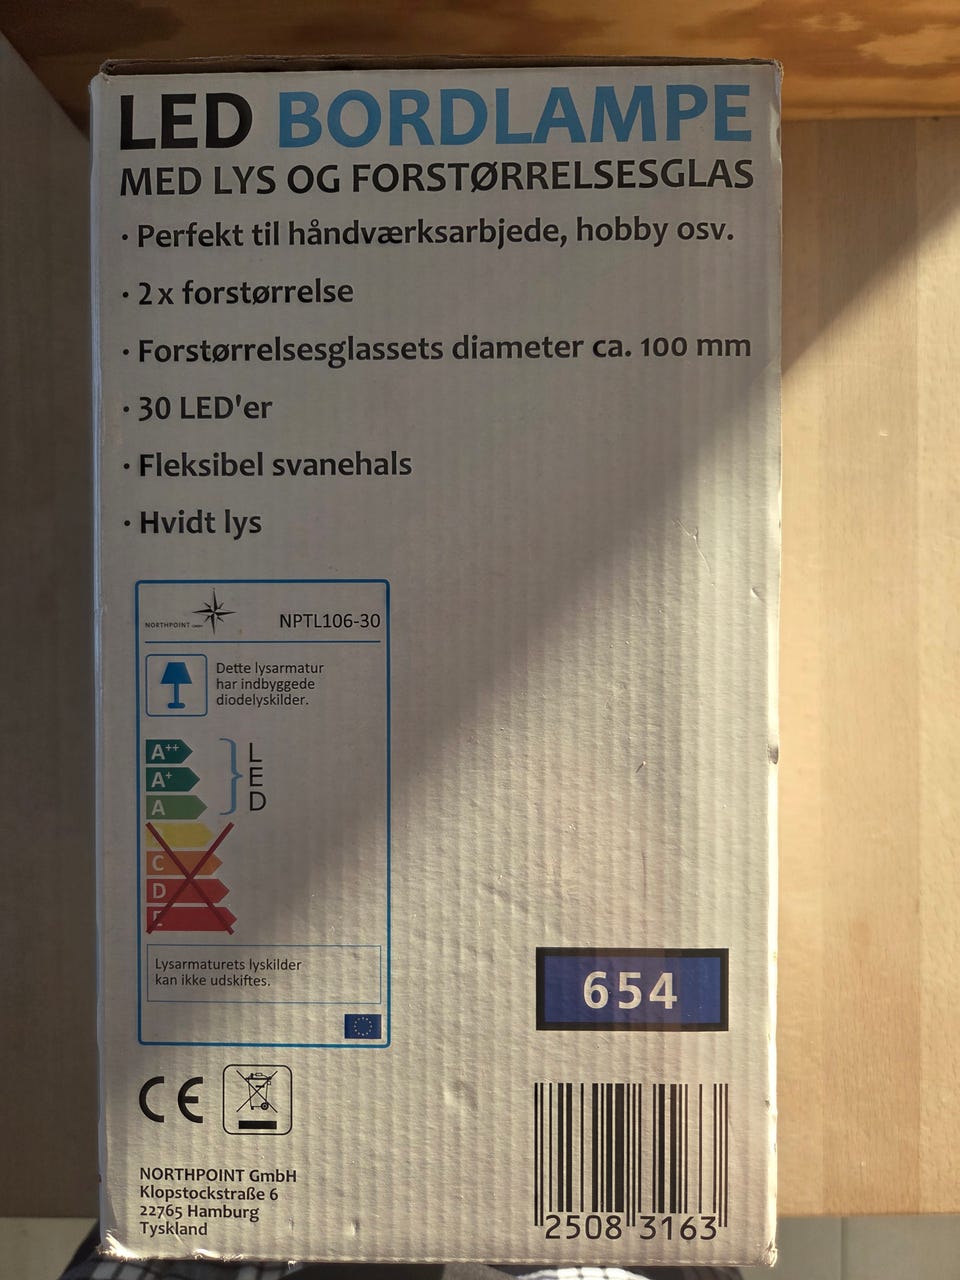 LED BORDLAMPE
MED LYS OG FORSTØRRELSESGLAS
· Perfekt til håndværksarbjede, hobby osv.
· 2x forstørrelse
· Forstørrelsesglassets diameter ca. 100 mm
· 30 LED'er
· Fleksibel svanehals
· Hvidt lys
NORTHPOINT GmbH NPTL106-30
Dette lysarmatur
har indbyggede
diodelyskilder.
A++
A+
A
LED
C
D
E
Lysarmaturets lyskilder
kan ikke udskiftes.
654
CE
NORTHPOINT GmbH
Klopstockstraße 6
22765 Hamburg
Tyskland
2508 3163